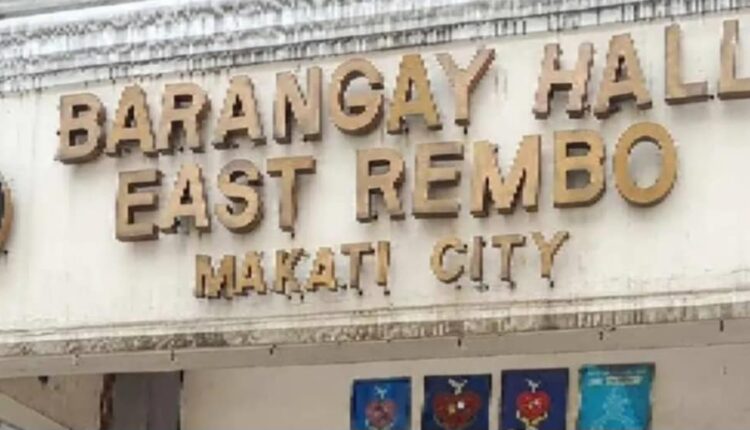 BARANGAY HALL
EAST REMBO
MAKATI CITY